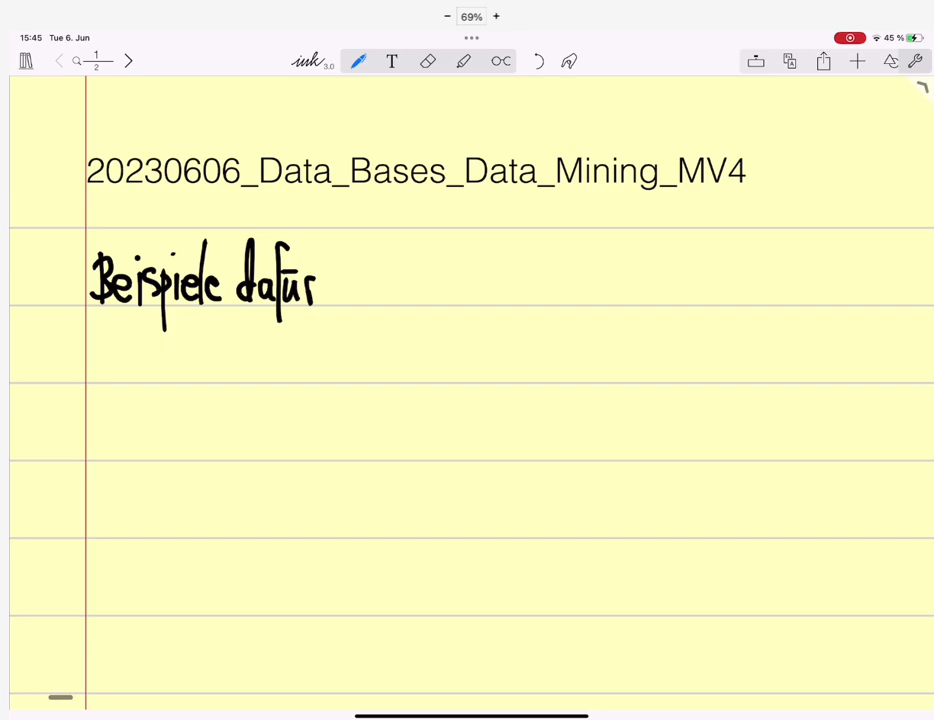 − 69% +
15:45 Tue 6. Jun
45 %
1
2
ink 3.0
T
20230606_Data_Bases_Data_Mining_MV4
Beispiele dafür